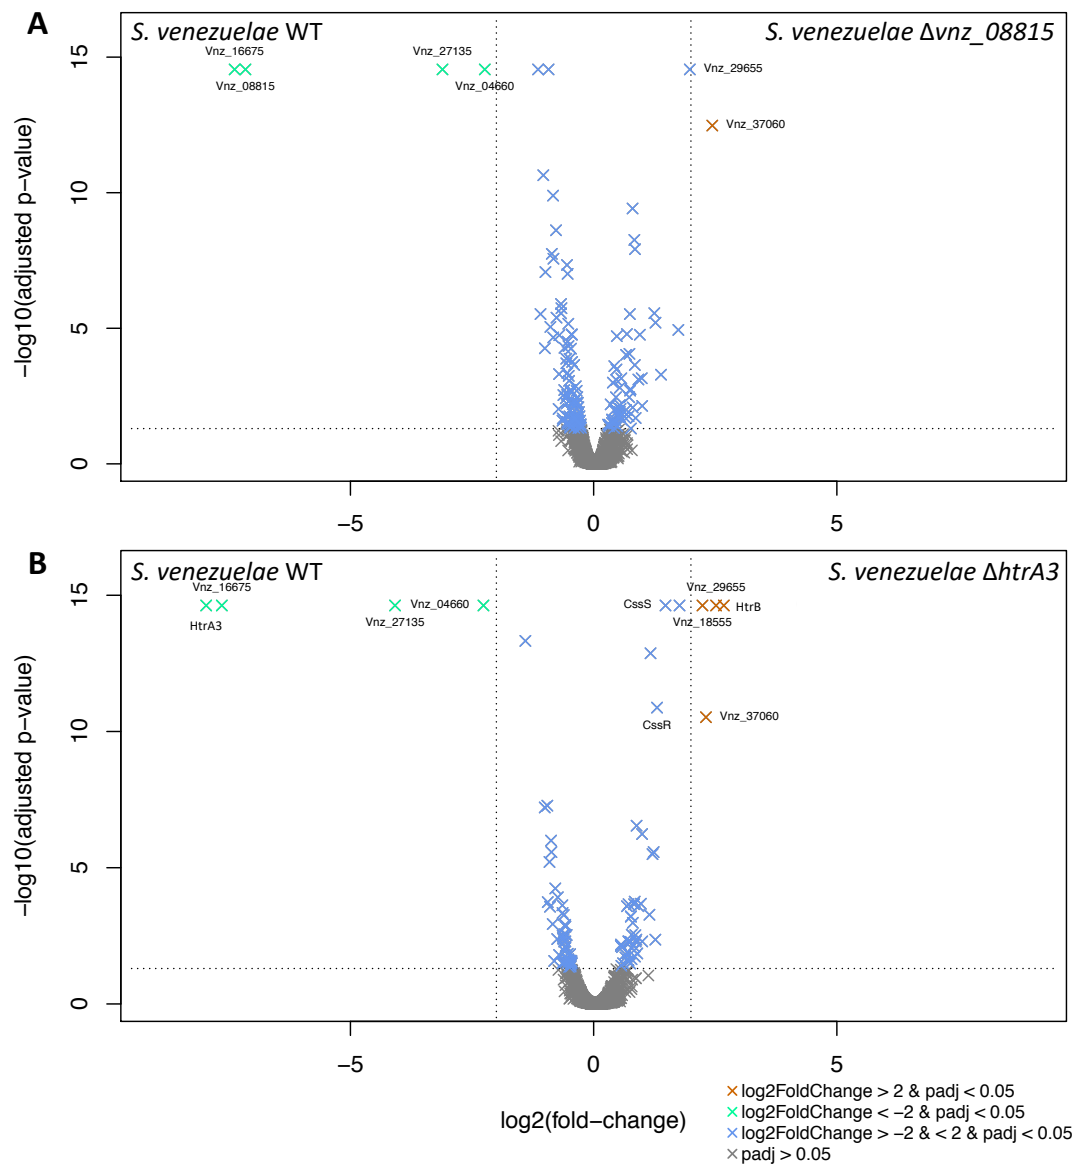 A
S. venezuelae WT
S. venezuelae Δvnz_08815
Vnz_16675
Vnz_08815
Vnz_27135
Vnz_04660
Vnz_29655
Vnz_37060
−log10(adjusted p−value)
15
10
5
0
−5
0
5
B
S. venezuelae WT
S. venezuelae ΔhtrA3
Vnz_16675
HtrA3
Vnz_27135
Vnz_04660
CssS
Vnz_29655
Vnz_18555
HtrB
CssR
Vnz_37060
−log10(adjusted p−value)
15
10
5
0
−5
0
5
log2(fold−change)
log2FoldChange > 2 & padj < 0.05
log2FoldChange < −2 & padj < 0.05
log2FoldChange > −2 & < 2 & padj < 0.05
padj > 0.05